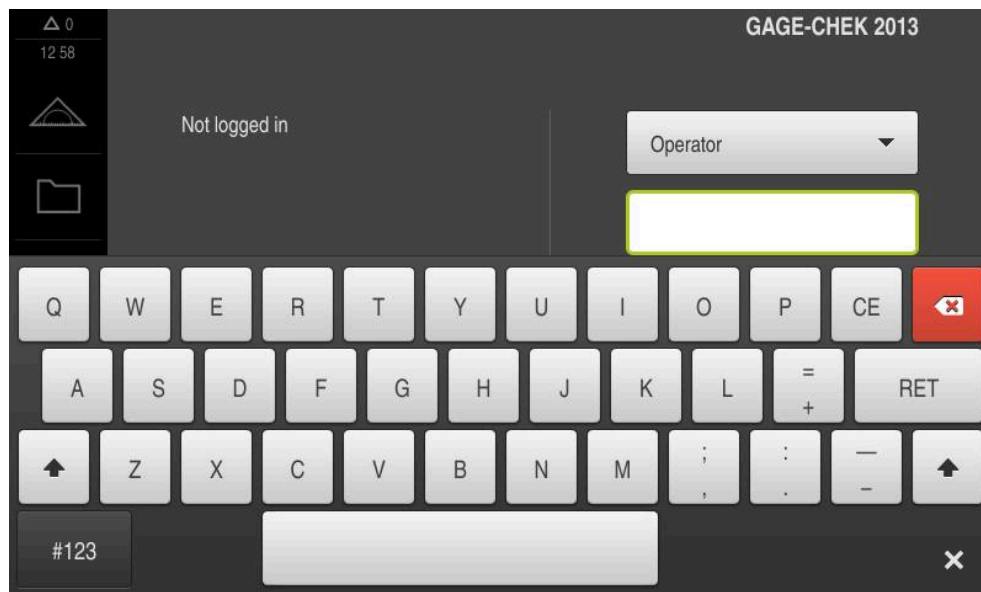 0
GAGE-CHEK 2013
12 58
Not logged in
Operator
Q W E R T Y U I O P CE
A S D F G H J K L = + RET
Z X C V B N M ; , : . — –
#123